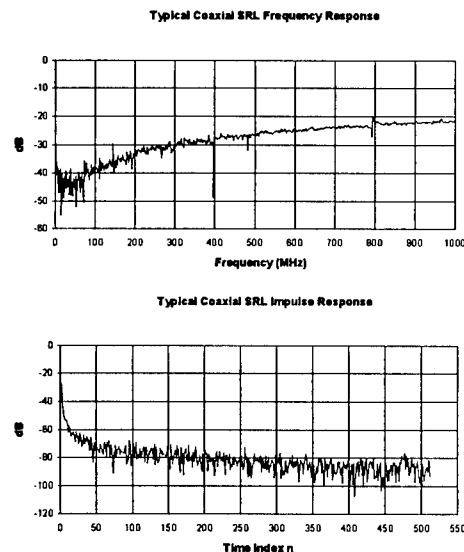 Typical Coaxial SRL Frequency Response
0
-10
-20
-30
-40
-50
-60
dB
0 100 200 300 400 500 600 700 800 900 1000
Frequency (MHz)
Typical Coaxial SRL Impulse Response
0
-20
-40
-60
-80
-100
-120
dB
0 50 100 150 200 250 300 350 400 450 500 550
Time Index n